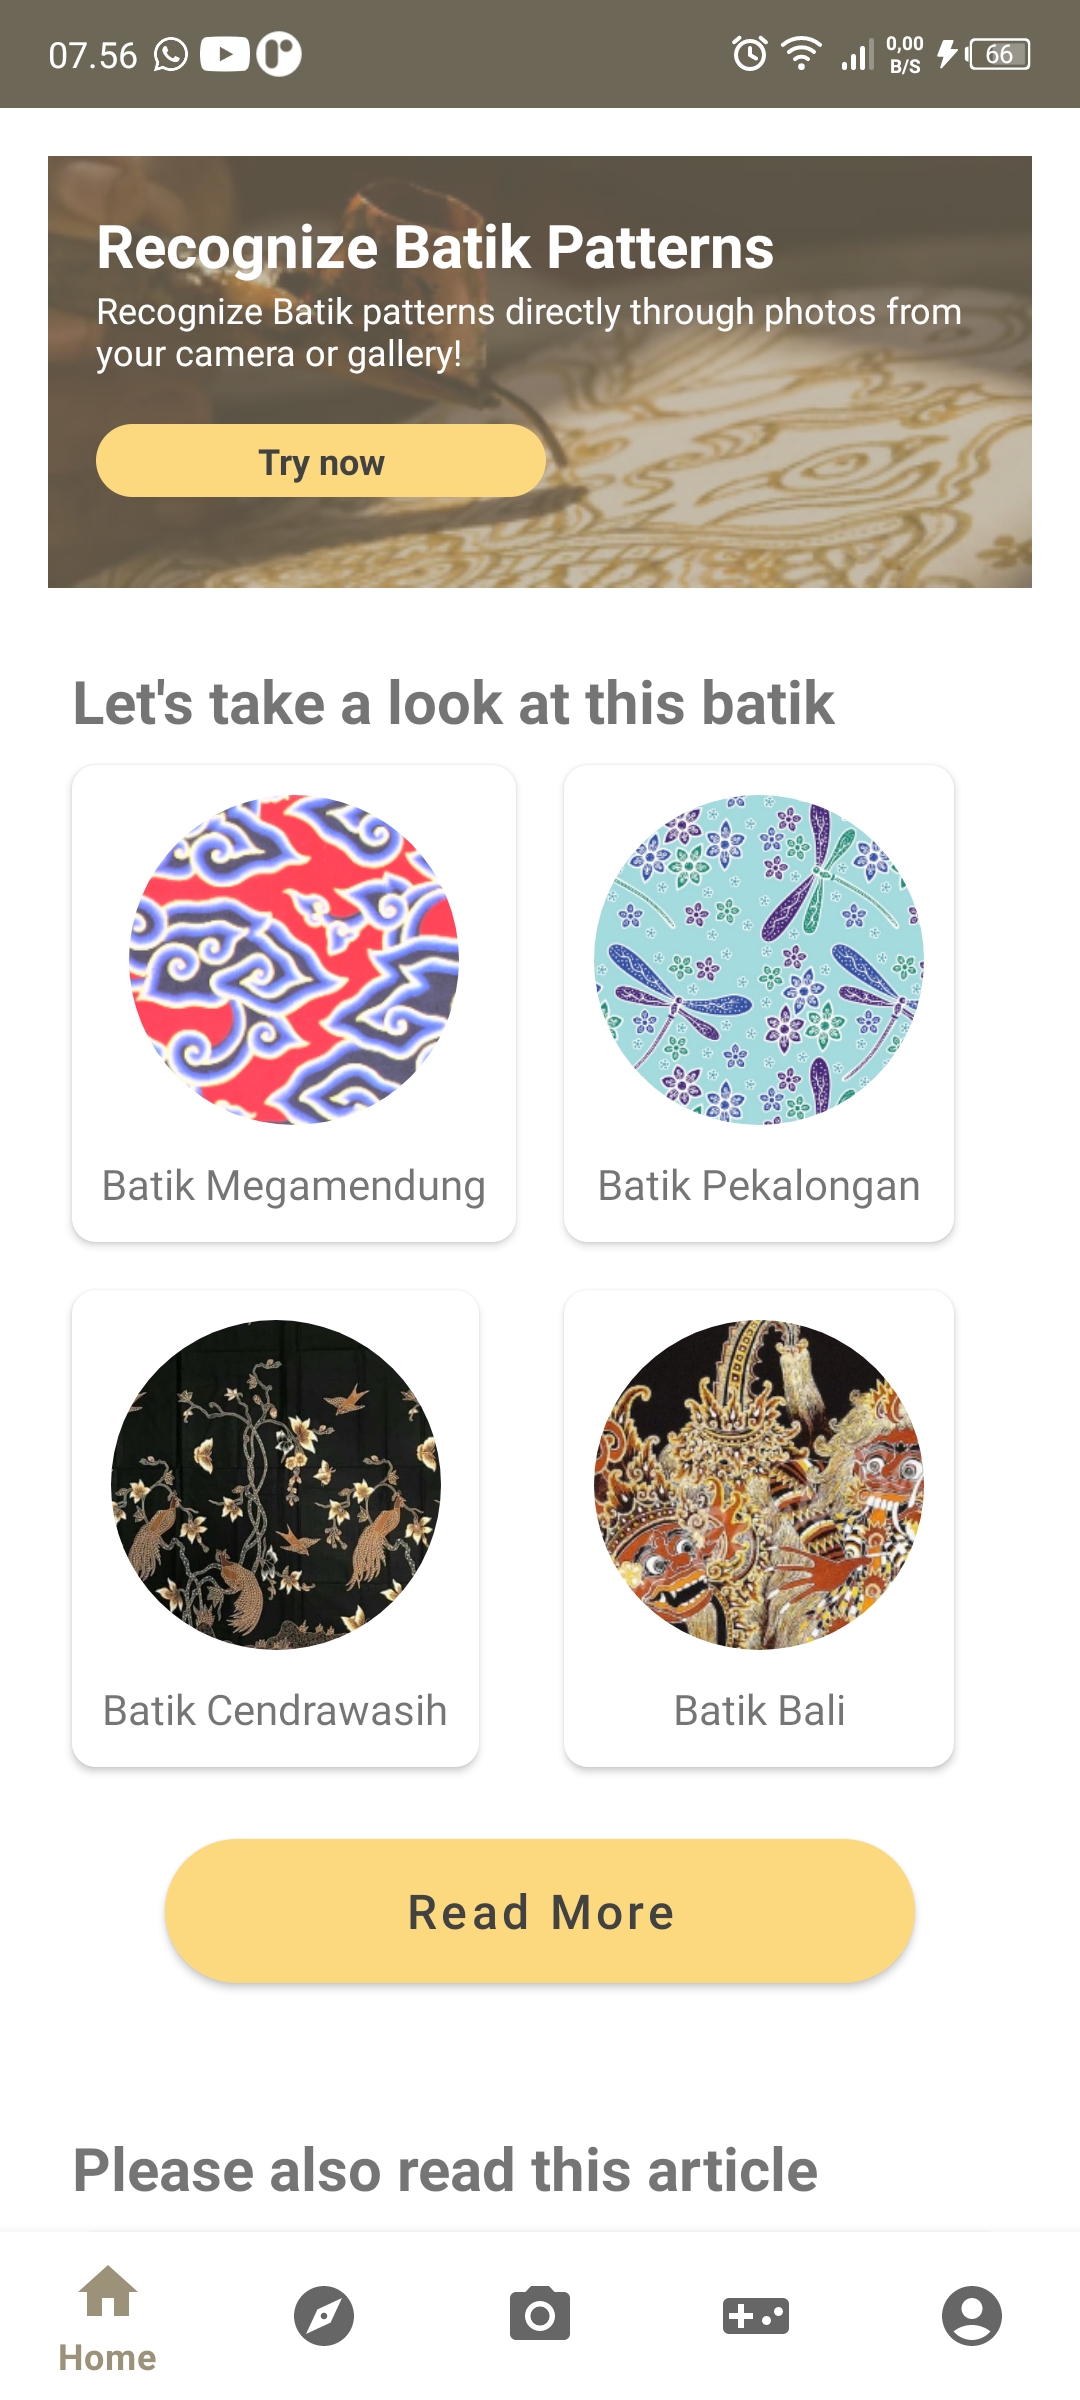 07.56
0,00
B/S
66
Recognize Batik Patterns
Recognize Batik patterns directly through photos from
your camera or gallery!
Try now
Let's take a look at this batik
Batik Megamendung
Batik Pekalongan
Batik Cendrawasih
Batik Bali
Read More
Please also read this article
Home